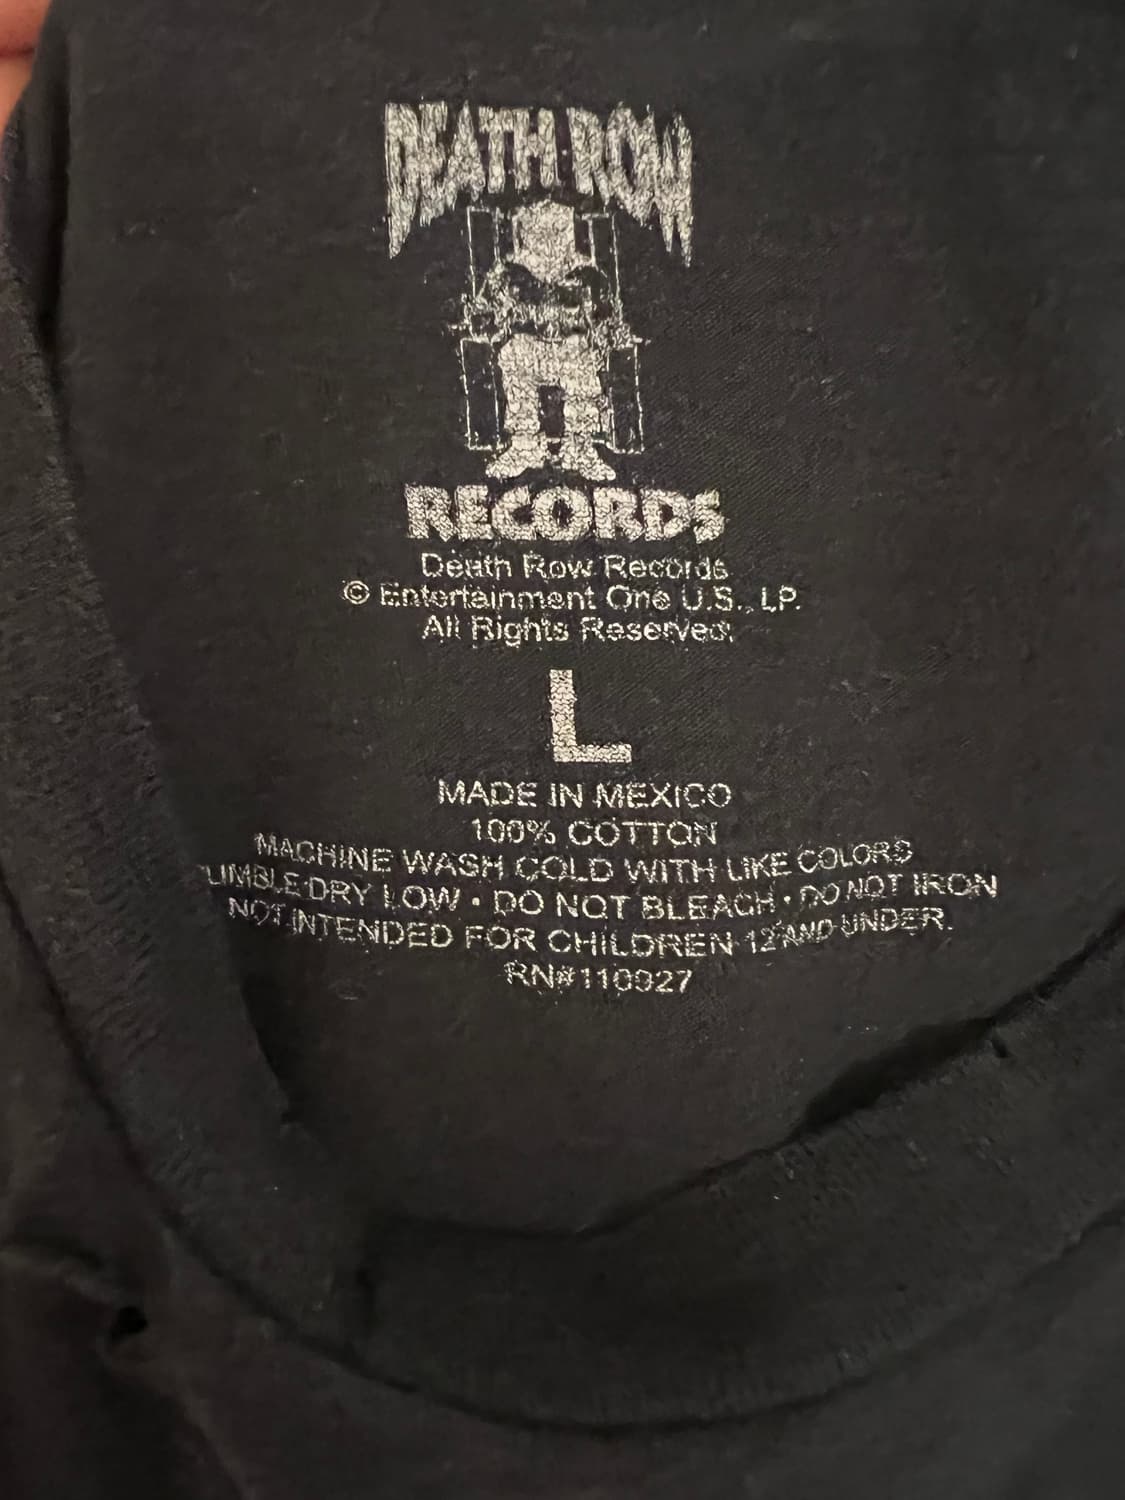 DEATH ROW
RECORDS
Death Row Records
© Entertainment One U.S., LP.
All Rights Reserved.
L
MADE IN MEXICO
100% COTTON
MACHINE WASH COLD WITH LIKE COLORS
TUMBLE DRY LOW • DO NOT BLEACH • DO NOT IRON
NOT INTENDED FOR CHILDREN 12 AND UNDER.
RN#110927